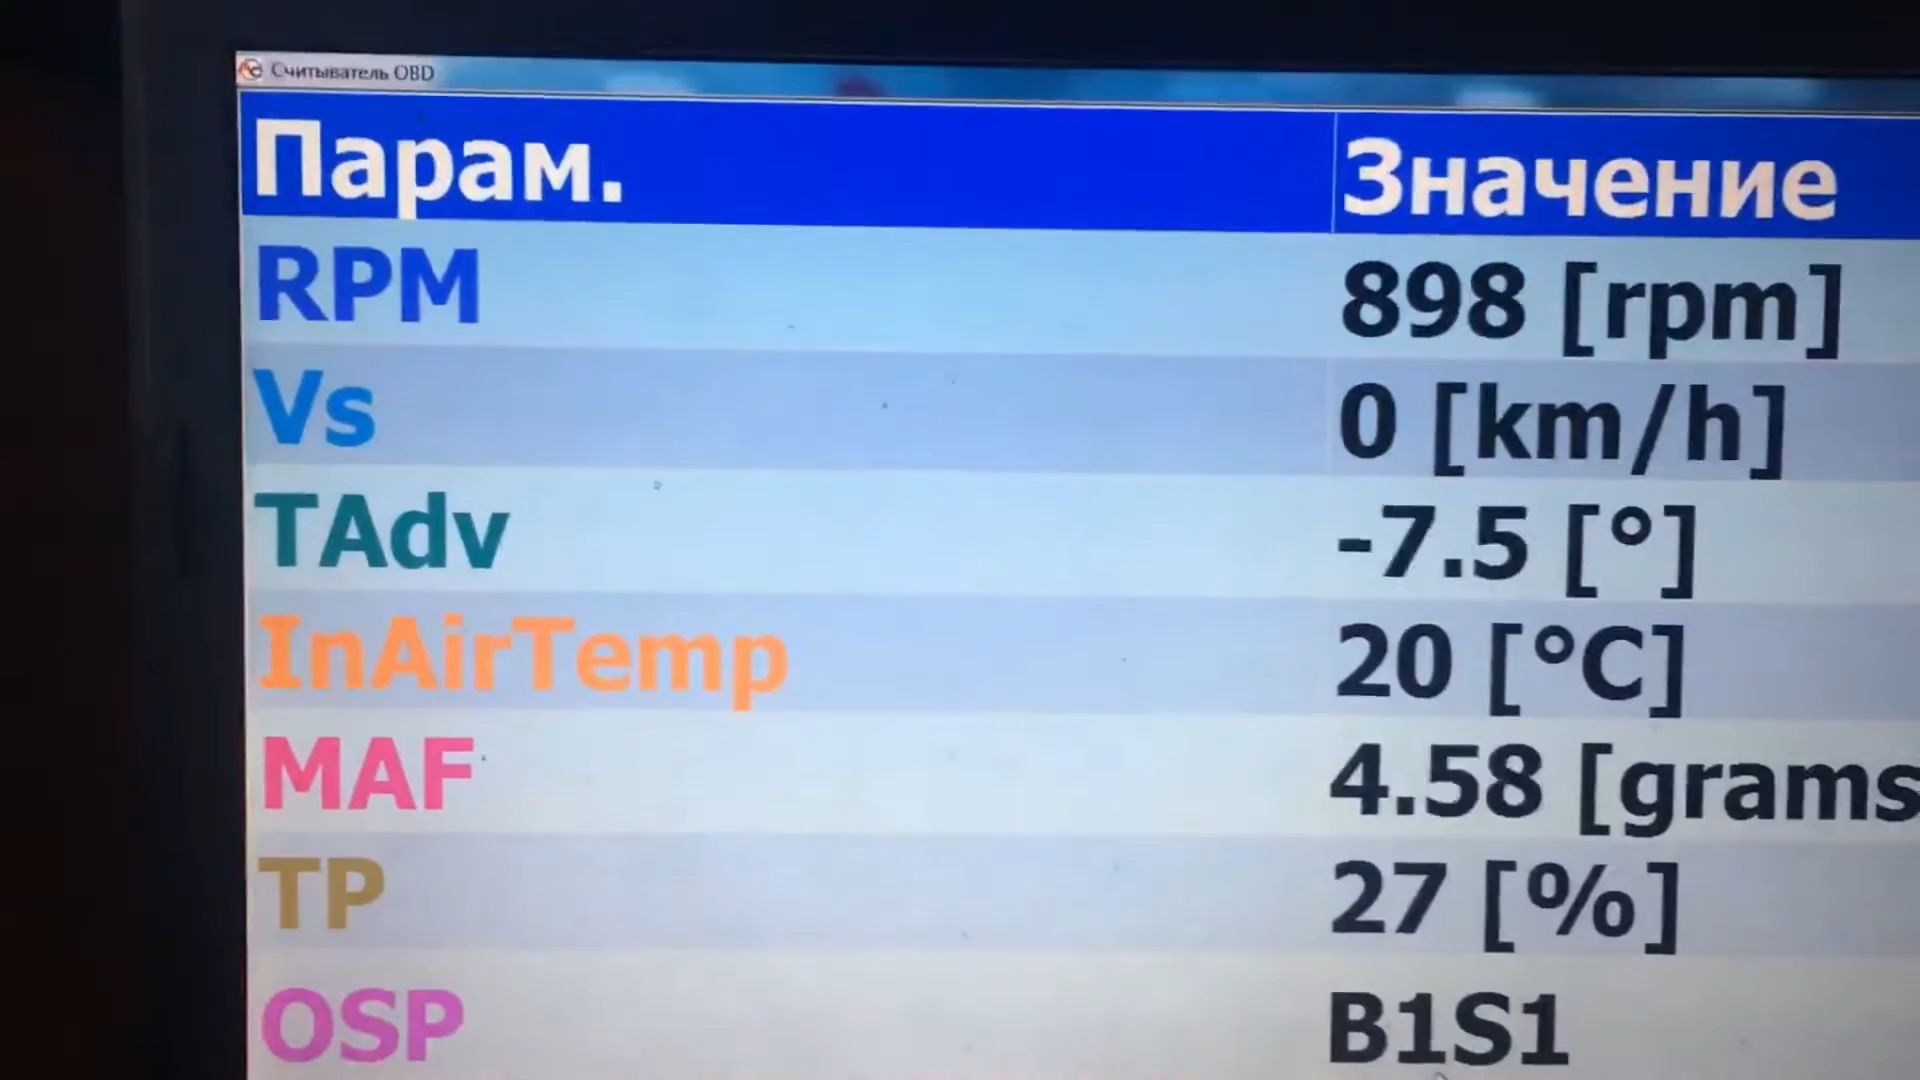 Считыватель OBD
Парам. Значение
RPM 898 [rpm]
Vs 0 [km/h]
TAdv -7.5 [°]
InAirTemp 20 [°C]
MAF 4.58 [grams
TP 27 [%]
OSP B1S1